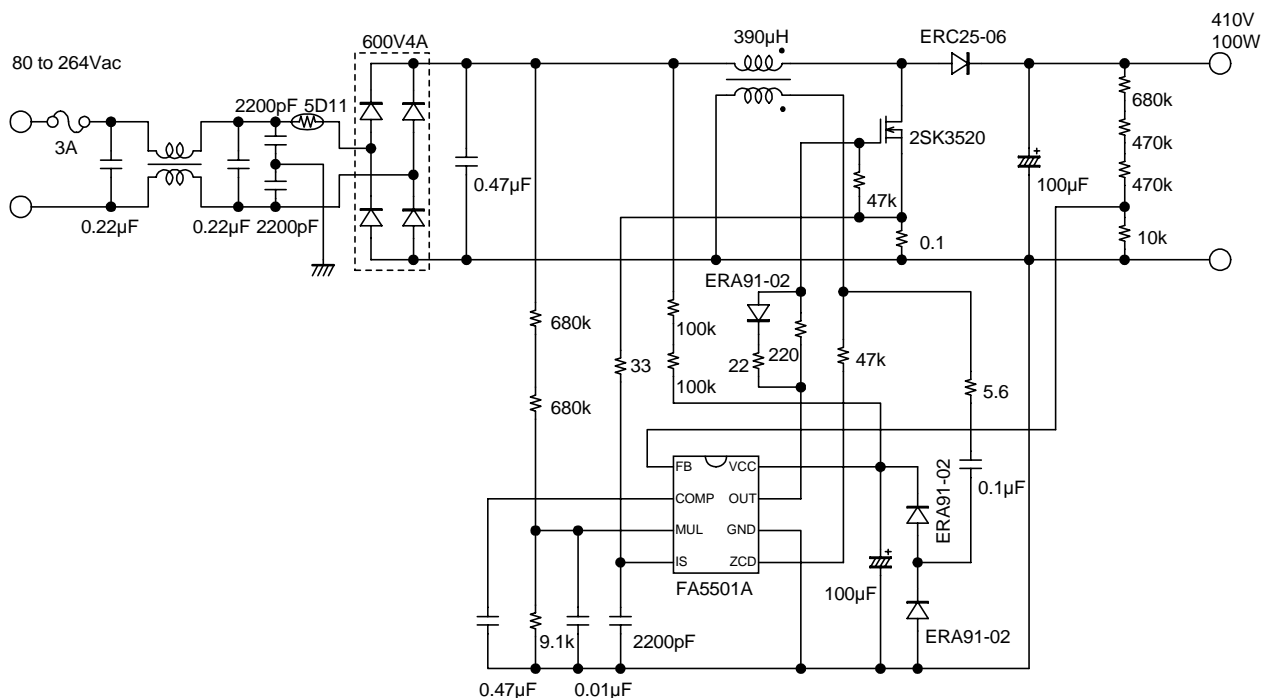 410V
100W
ERC25-06
390µH
600V4A
80 to 264Vac
2200pF 5D11
680k
3A
2SK3520
470k
0.47µF
100µF
47k
470k
0.22µF
0.22µF
2200pF
0.1
10k
ERA91-02
680k
100k
33
22
220
47k
100k
5.6
680k
FB
VCC
COMP
OUT
MUL
GND
IS
ZCD
FA5501A
0.1µF
ERA91-02
100µF
ERA91-02
9.1k
2200pF
0.47µF
0.01µF